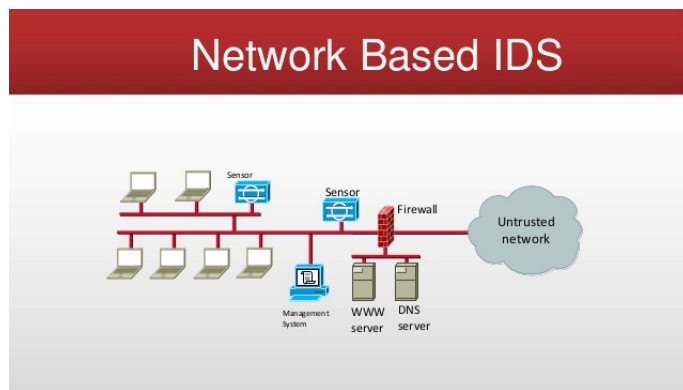 Network Based IDS
Sensor
Sensor
Firewall
Untrusted
network
Management
System
WWW
server
DNS
server